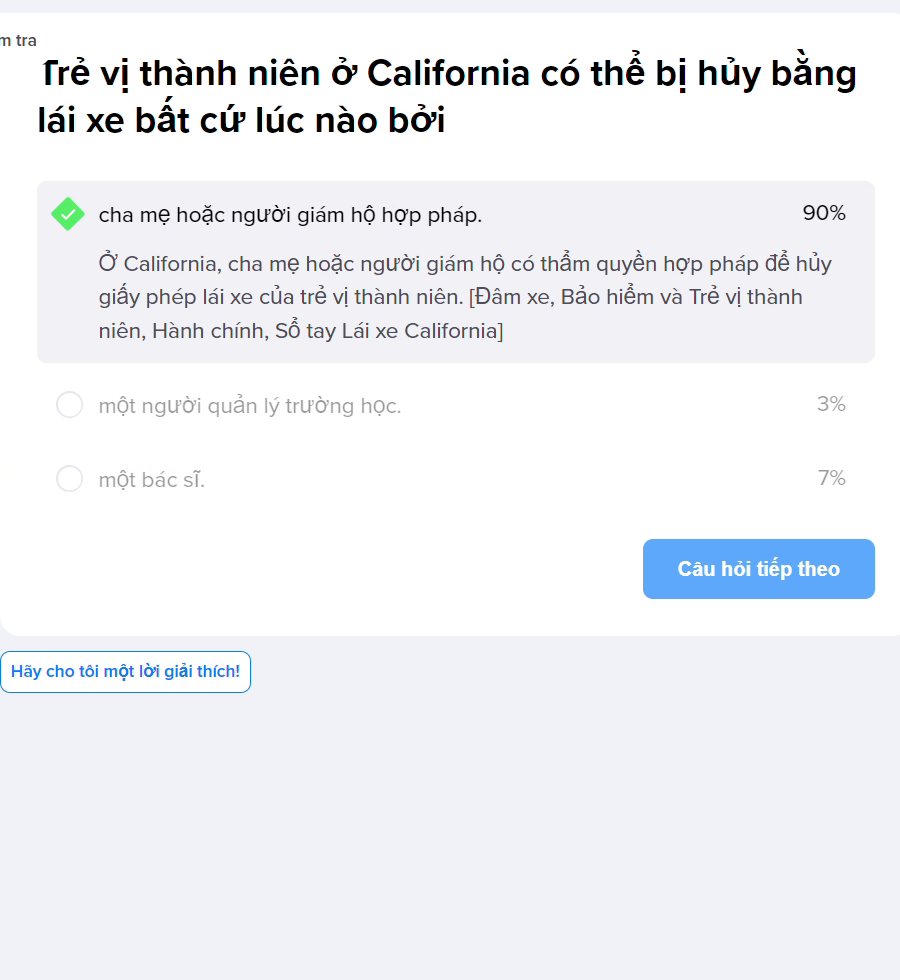 m tra
Trẻ vị thành niên ở California có thể bị hủy bằng
lái xe bất cứ lúc nào bởi
cha mẹ hoặc người giám hộ hợp pháp.
90%
Ở California, cha mẹ hoặc người giám hộ có thẩm quyền hợp pháp để hủy
giấy phép lái xe của trẻ vị thành niên. [Đâm xe, Bảo hiểm và Trẻ vị thành
niên, Hành chính, Sổ tay Lái xe California]
một người quản lý trường học.
3%
một bác sĩ.
7%
Câu hỏi tiếp theo
Hãy cho tôi một lời giải thích!